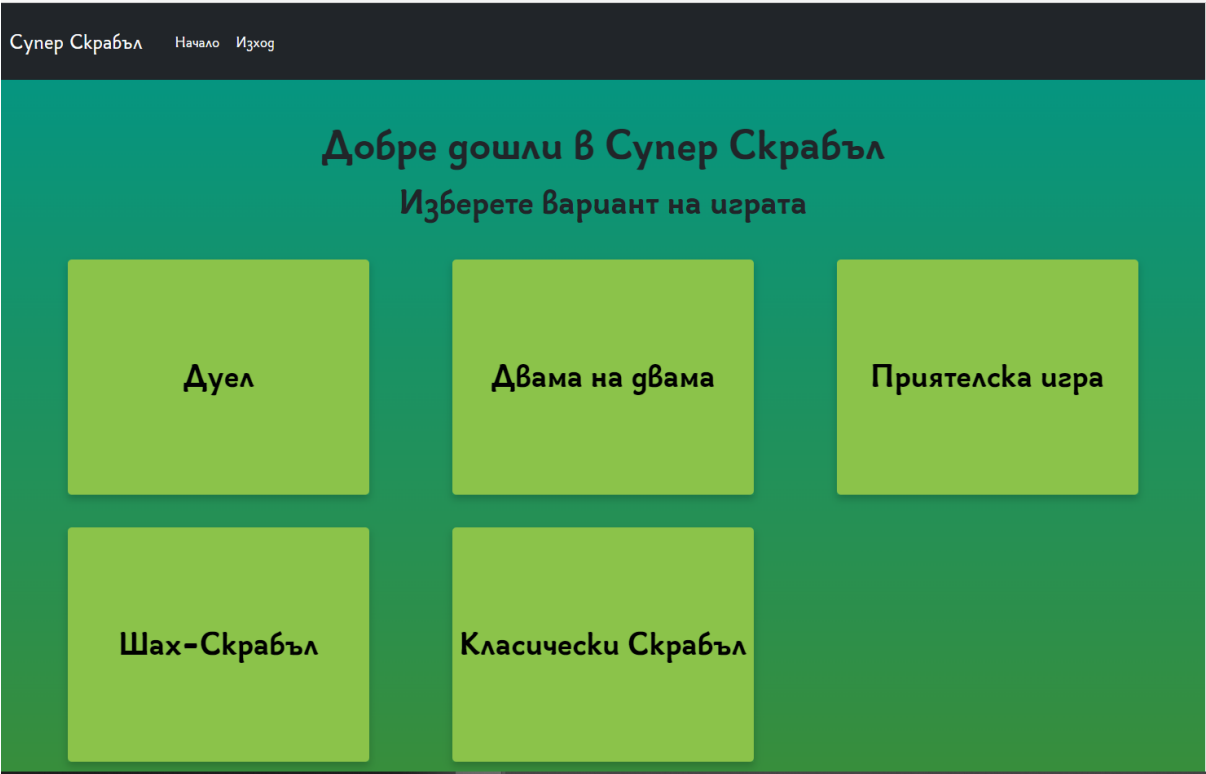 Супер Скрабъл Начало Изход
Добре дошли в Супер Скрабъл
Изберете вариант на играта
Дуел
Двама на двама
Приятелска игра
Шах-Скрабъл
Класически Скрабъл